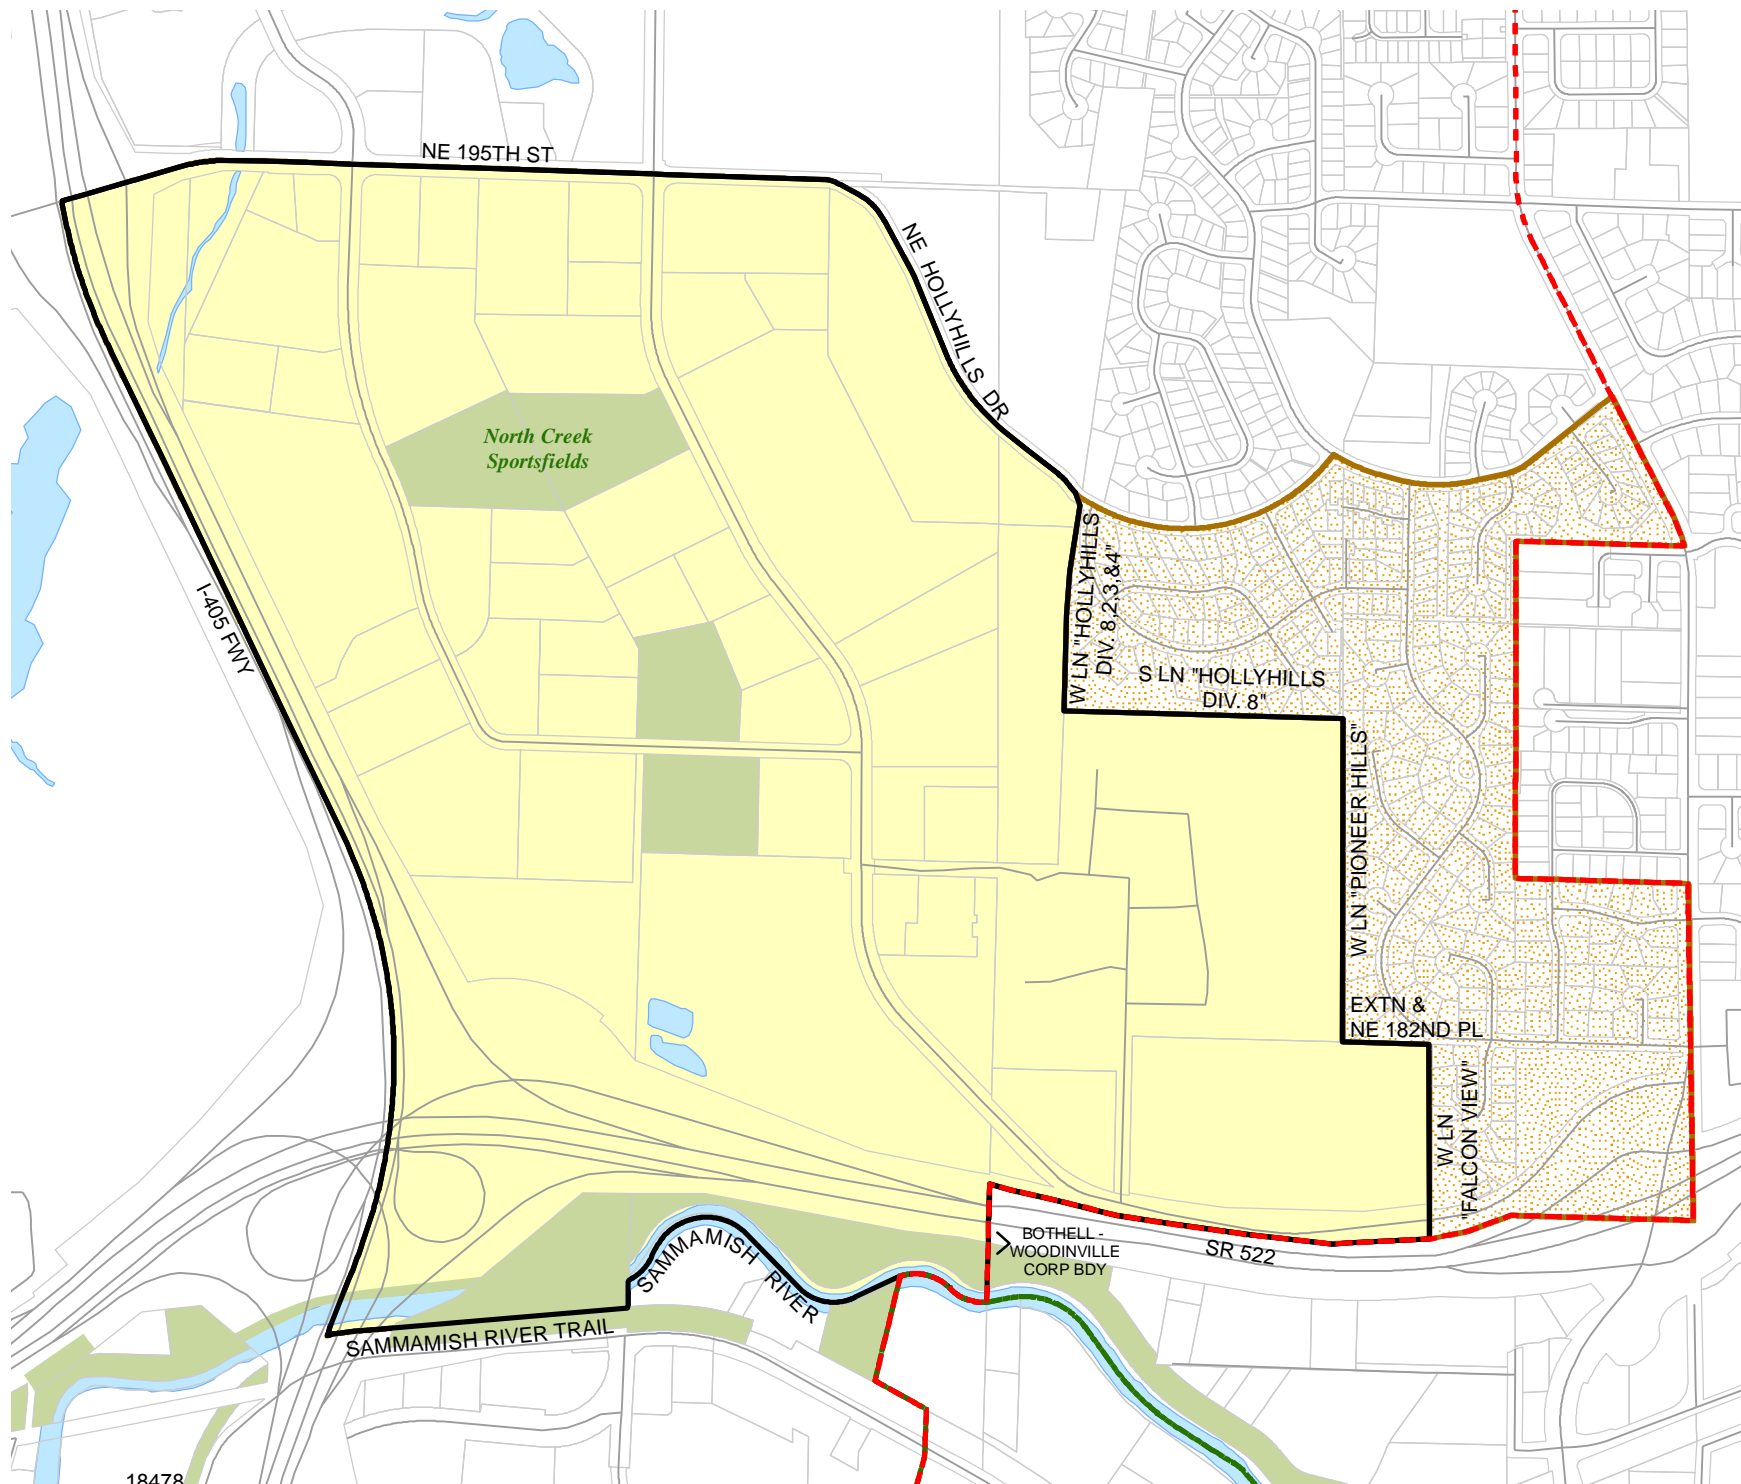 NE 195TH ST
NE HOLLYHILLS DR
North Creek
Sportsfields
I-405 FWY
W LN "HOLLYHILLS
DIV. 8,2,3,&4"
S LN "HOLLYHILLS
DIV. 8"
W LN "PIONEER HILLS"
EXTN &
NE 182ND PL
W LN
"FALCON VIEW"
BOTHELL -
WOODINVILLE
CORP BDY
SR 522
SAMMAMISH RIVER
SAMMAMISH RIVER TRAIL
18478